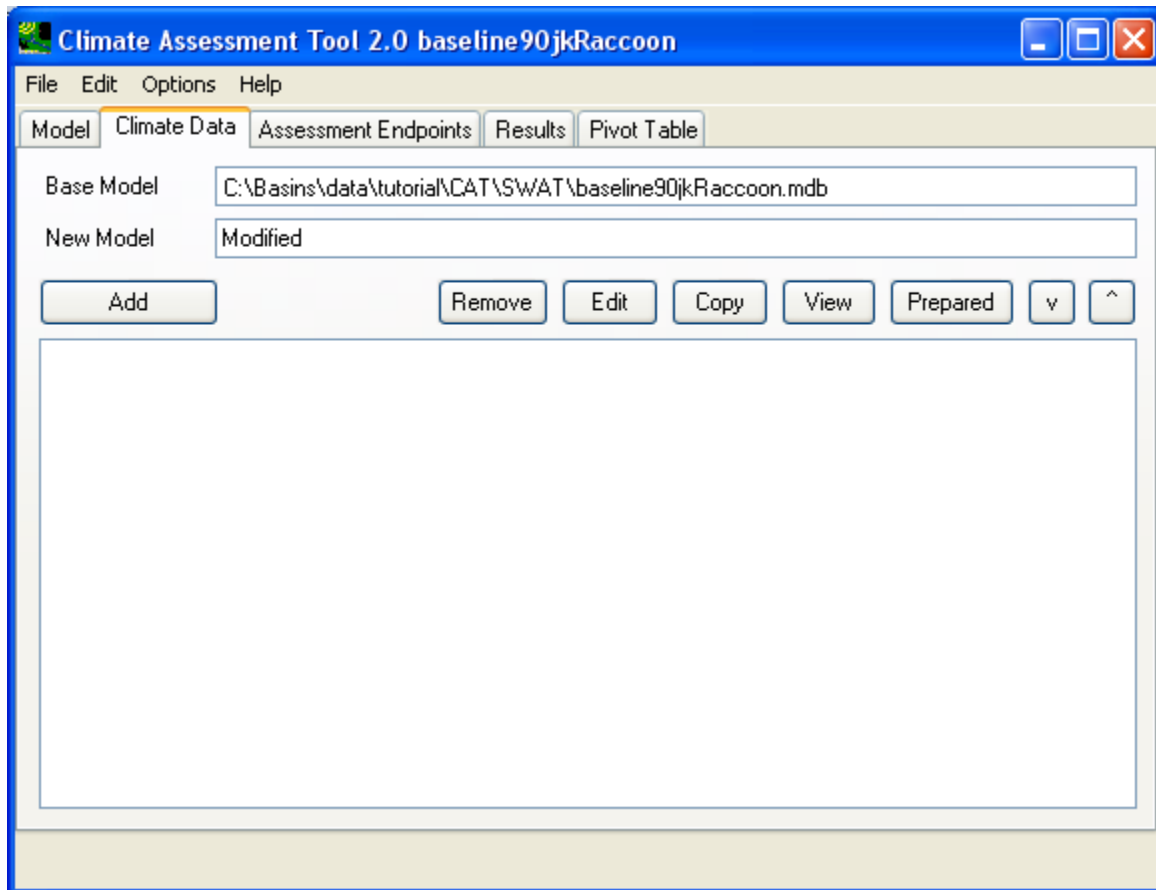 Climate Assessment Tool 2.0 baseline90jkRaccoon
File Edit Options Help
Model Climate Data Assessment Endpoints Results Pivot Table
Base Model C:\Basins\data\tutorial\CAT\SWAT\baseline90jkRaccoon.mdb
New Model Modified
Add Remove Edit Copy View Prepared v ^